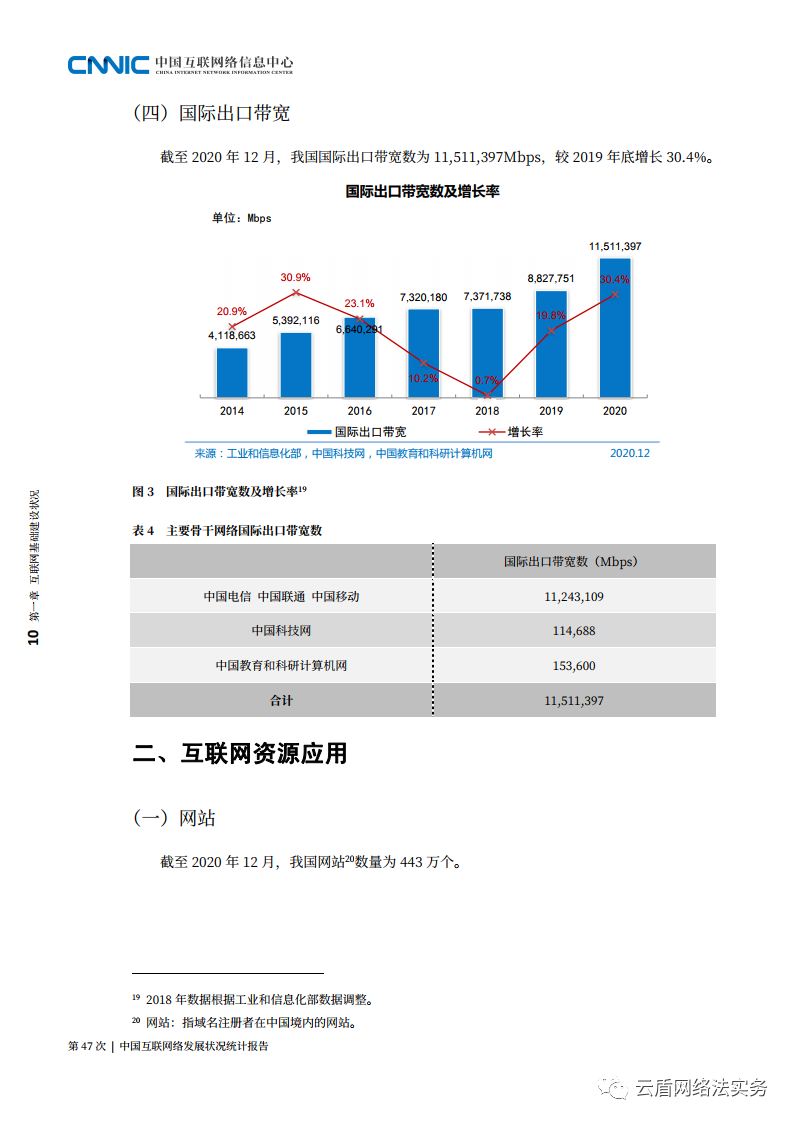 CNNIC 中国互联网络信息中心
CHINA INTERNET NETWORK INFORMATION CENTER
（四）国际出口带宽
截至 2020 年 12 月，我国国际出口带宽数为 11,511,397Mbps，较 2019 年底增长 30.4%。
国际出口带宽数及增长率
单位：Mbps
11,511,397
30.9%
8,827,751
30.4%
7,320,180
7,371,738
23.1%
20.9%
5,392,116
19.8%
4,118,663
6,640,291
10.2%
0.7%
2014 2015 2016 2017 2018 2019 2020
国际出口带宽 增长率
来源：工业和信息化部，中国科技网，中国教育和科研计算机网 2020.12
图 3 国际出口带宽数及增长率19
表 4 主要骨干网络国际出口带宽数
国际出口带宽数（Mbps）
中国电信 中国联通 中国移动 11,243,109
中国科技网 114,688
中国教育和科研计算机网 153,600
合计 11,511,397
10 第一章 互联网基础建设状况
二、互联网资源应用
（一）网站
截至 2020 年 12 月，我国网站20数量为 443 万个。
19 2018 年数据根据工业和信息化部数据调整。
20 网站：指域名注册者在中国境内的网站。
第 47 次 | 中国互联网络发展状况统计报告
云盾网络法实务